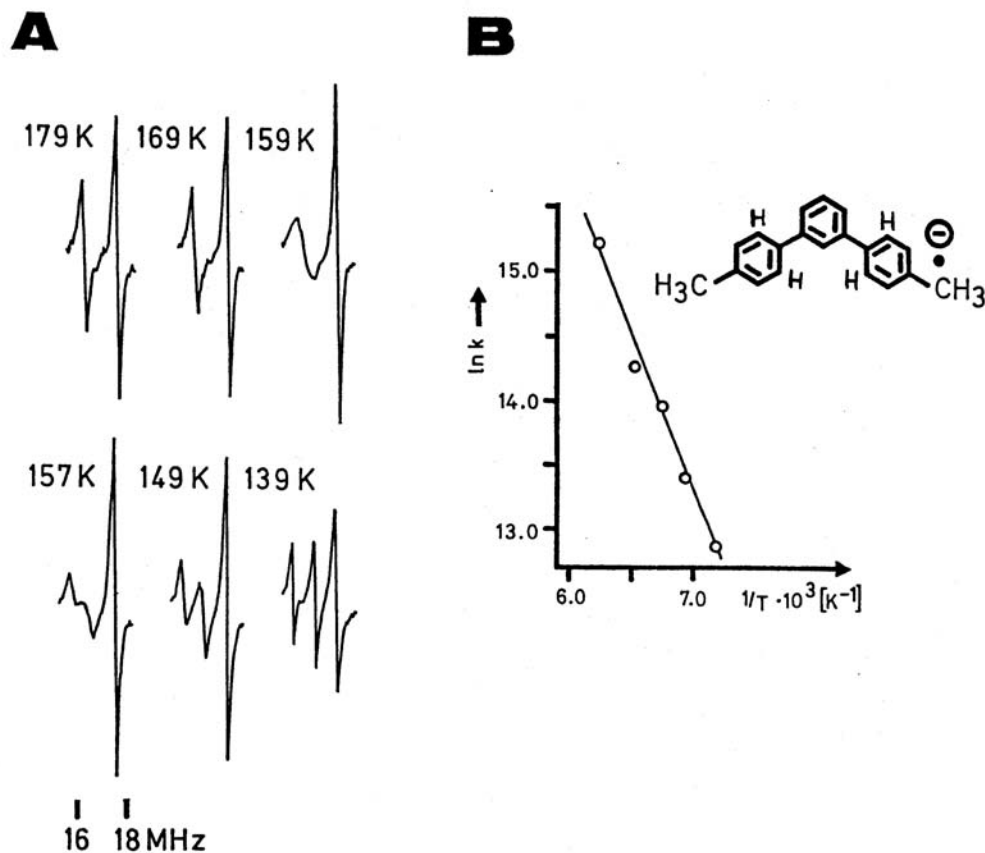 A
179 K 169 K 159 K
157 K 149 K 139 K
16 18 MHz
B
ln k
15.0
14.0
13.0
6.0 7.0 1/T · 10³ [K⁻¹]
H H
H H
H3C CH3
⊖
•